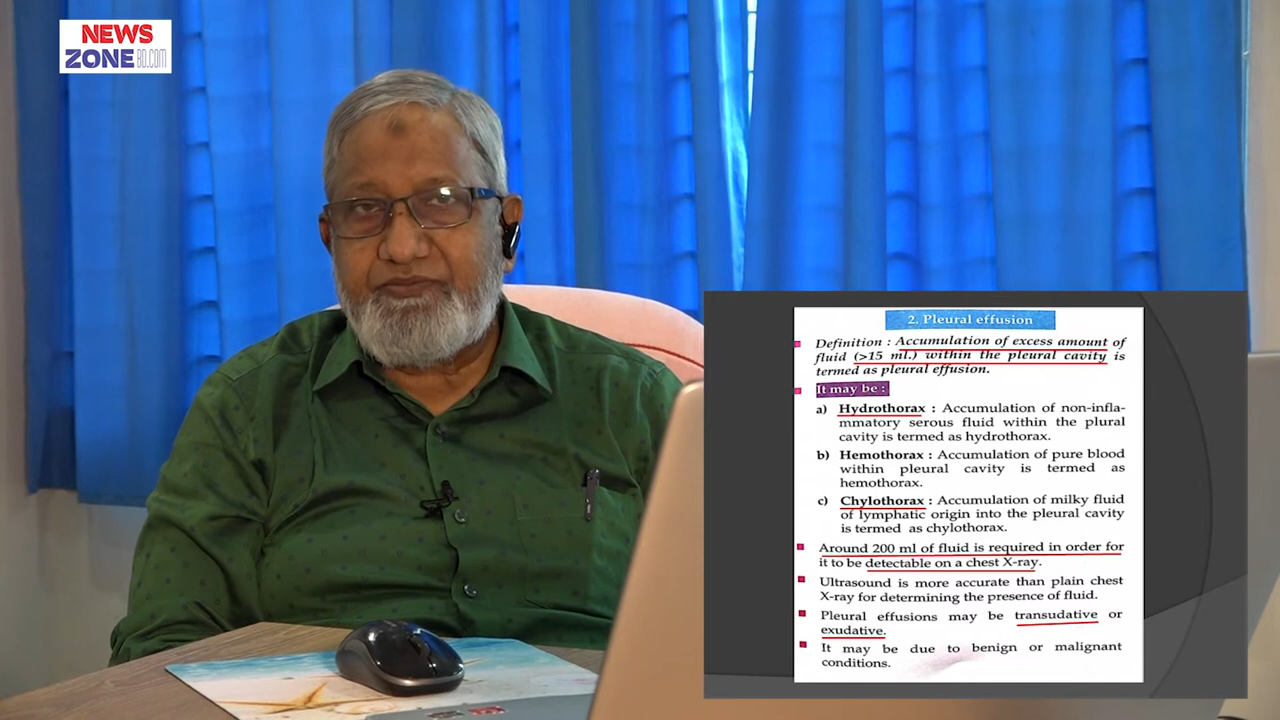 NEWS
ZONEBD.COM
2. Pleural effusion
Definition : Accumulation of excess amount of
fluid (>15 ml.) within the pleural cavity is
termed as pleural effusion.
It may be :
a) Hydrothorax : Accumulation of non-infla-
mmatory serous fluid within the plural
cavity is termed as hydrothorax.
b) Hemothorax : Accumulation of pure blood
within pleural cavity is termed as
hemothorax.
c) Chylothorax : Accumulation of milky fluid
of lymphatic origin into the pleural cavity
is termed as chylothorax.
Around 200 ml of fluid is required in order for
it to be detectable on a chest X-ray.
Ultrasound is more accurate than plain chest
X-ray for determining the presence of fluid.
Pleural effusions may be transudative or
exudative.
It may be due to benign or malignant
conditions.